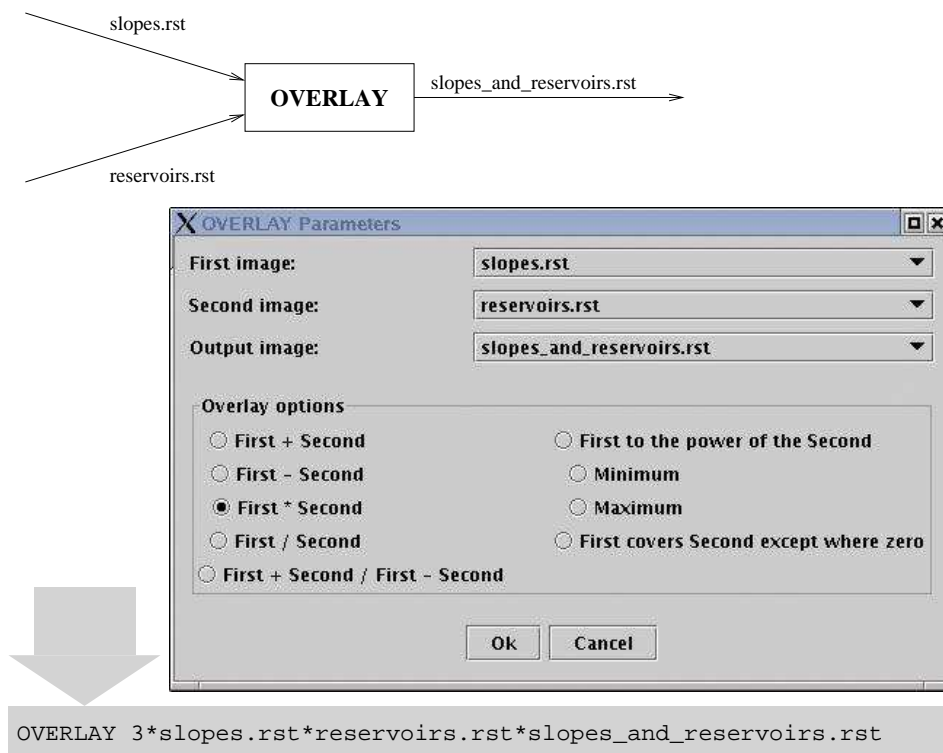 slopes.rst
OVERLAY
slopes_and_reservoirs.rst
reservoirs.rst
X OVERLAY Parameters
First image: slopes.rst
Second image: reservoirs.rst
Output image: slopes_and_reservoirs.rst
Overlay options
First + Second
First - Second
First * Second
First / Second
First + Second / First - Second
First to the power of the Second
Minimum
Maximum
First covers Second except where zero
Ok Cancel
OVERLAY 3*slopes.rst*reservoirs.rst*slopes_and_reservoirs.rst